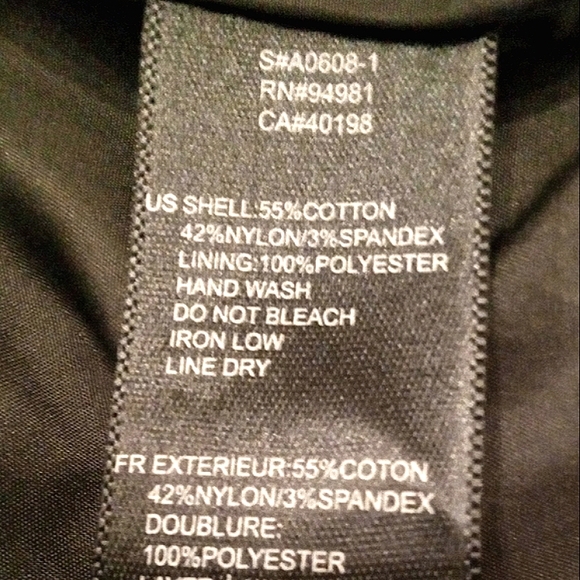 S#A0608-1
RN#94981
CA#40198
US SHELL:55%COTTON
42%NYLON/3%SPANDEX
LINING:100%POLYESTER
HAND WASH
DO NOT BLEACH
IRON LOW
LINE DRY
FR EXTERIEUR:55%COTON
42%NYLON/3%SPANDEX
DOUBLURE:
100%POLYESTER